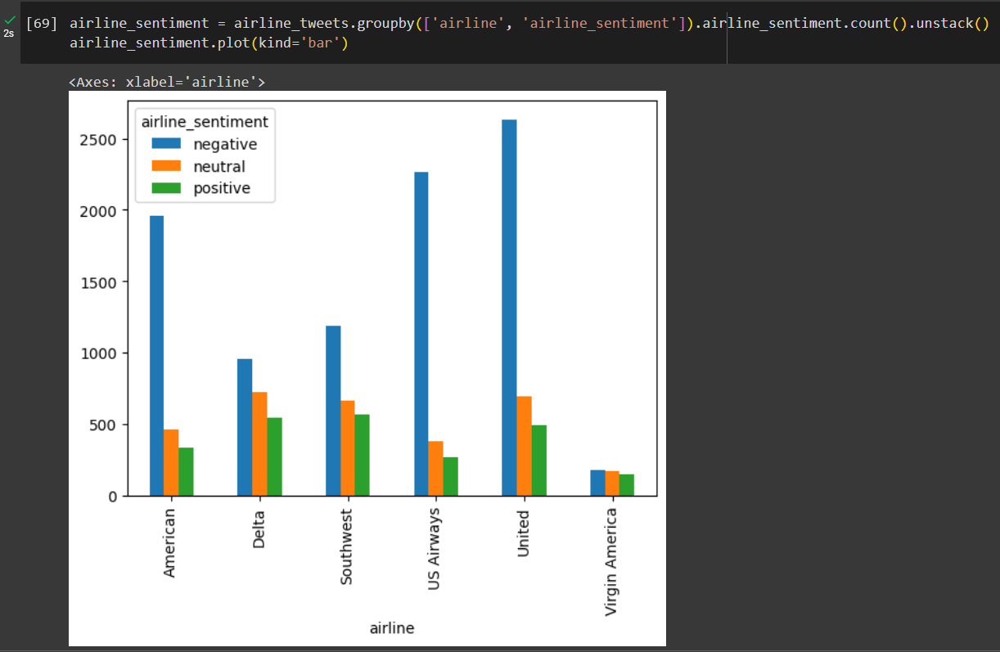 [69] airline_sentiment = airline_tweets.groupby(['airline', 'airline_sentiment']).airline_sentiment.count().unstack()
airline_sentiment.plot(kind='bar')
2s
<Axes: xlabel='airline'>
airline_sentiment
negative
neutral
positive
2500
2000
1500
1000
500
0
American
Delta
Southwest
US Airways
United
Virgin America
airline